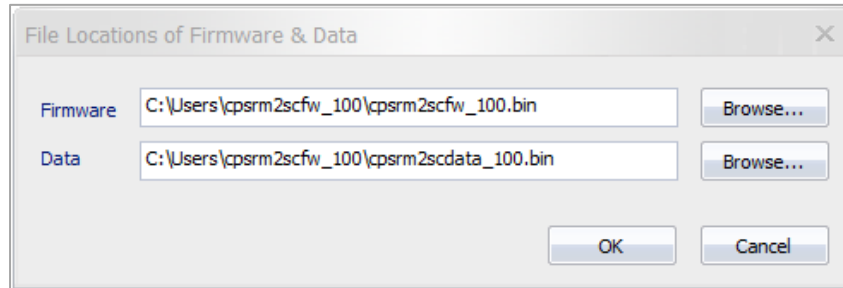 File Locations of Firmware & Data
Firmware C:\Users\cpsrm2scfw_100\cpsrm2scfw_100.bin Browse...
Data C:\Users\cpsrm2scfw_100\cpsrm2scdata_100.bin Browse...
OK Cancel